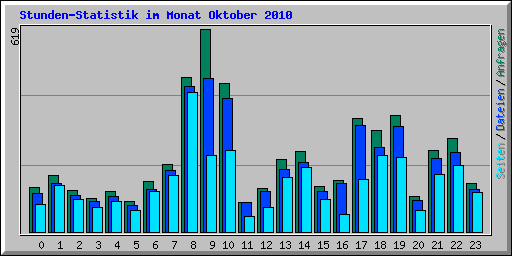 Stunden-Statistik im Monat Oktober 2010
619
Seiten / Dateien / Anfragen
0 1 2 3 4 5 6 7 8 9 10 11 12 13 14 15 16 17 18 19 20 21 22 23